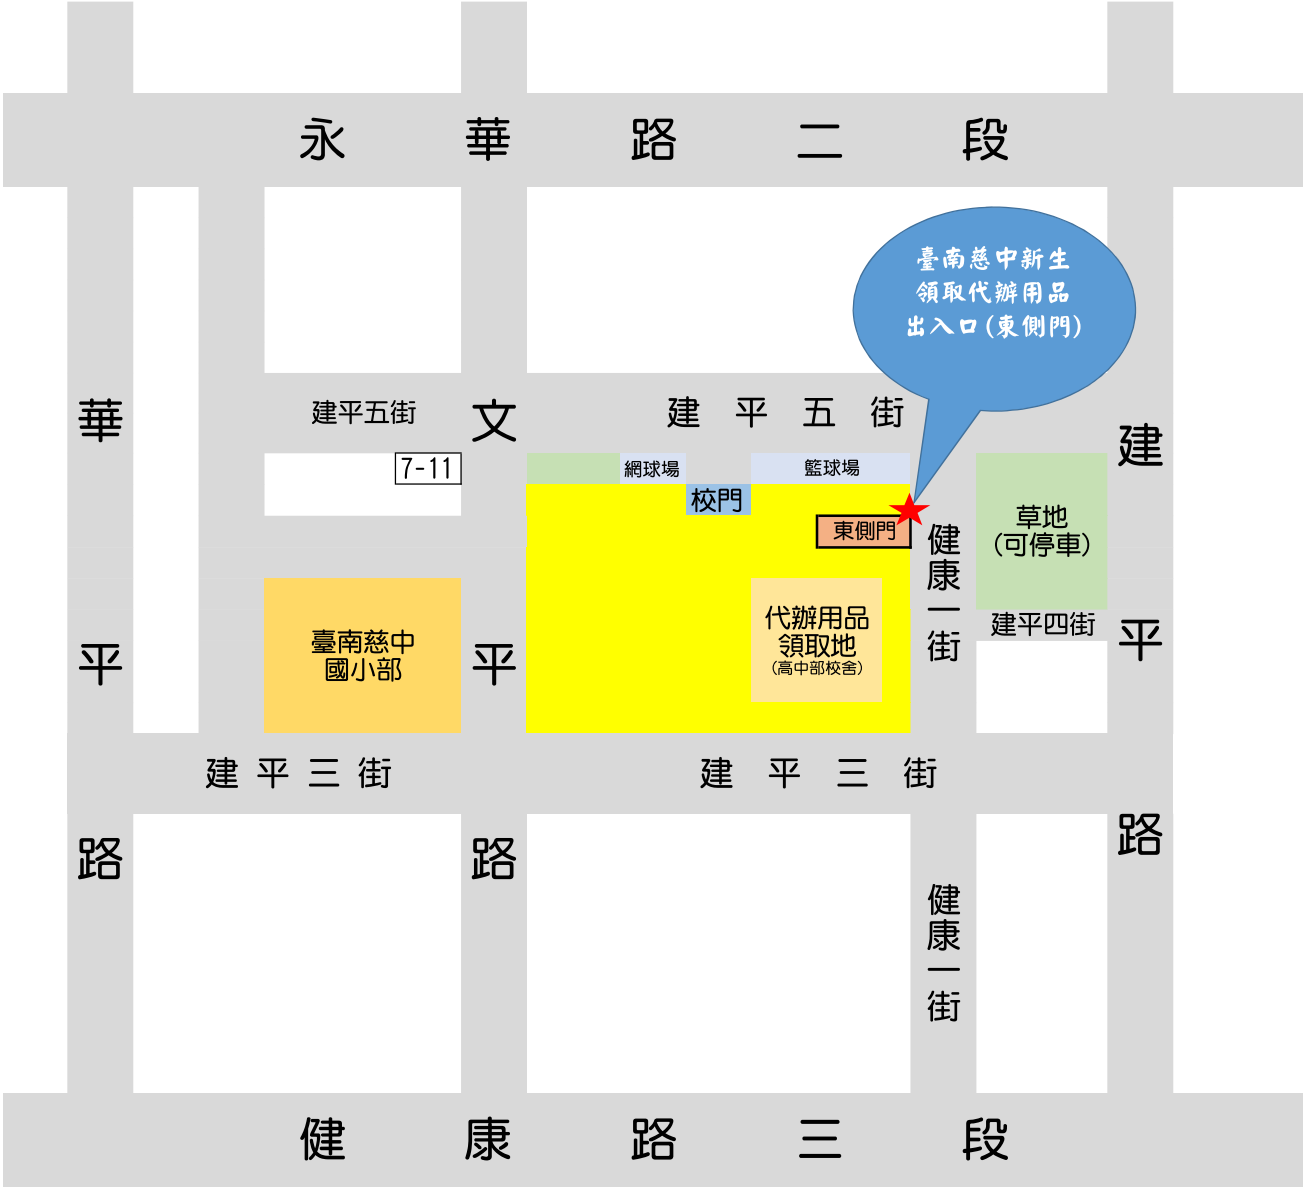 永華路二段
臺南慈中新生
領取代辦用品
出入口(東側門)
華平路
建平五街
文平路
建平五街
建平路
7-11
網球場
籃球場
校門
東側門
健康一街
草地
(可停車)
代辦用品
領取地
(高中部校舍)
建平四街
臺南慈中
國小部
建平三街
建平三街
健康一街
健康路三段